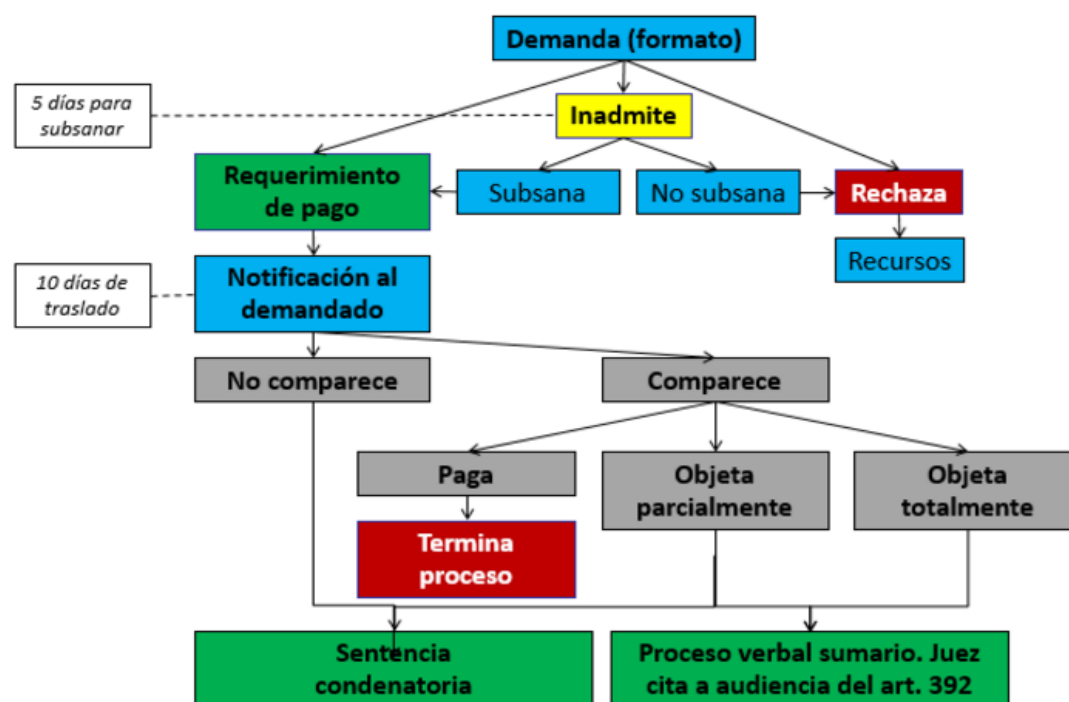 Demanda (formato)
5 días para
subsanar
Inadmite
Requerimiento
de pago
Subsana
No subsana
Rechaza
Recursos
10 días de
traslado
Notificación al
demandado
No comparece
Comparece
Paga
Objeta
parcialmente
Objeta
totalmente
Termina
proceso
Sentencia
condenatoria
Proceso verbal sumario. Juez
cita a audiencia del art. 392